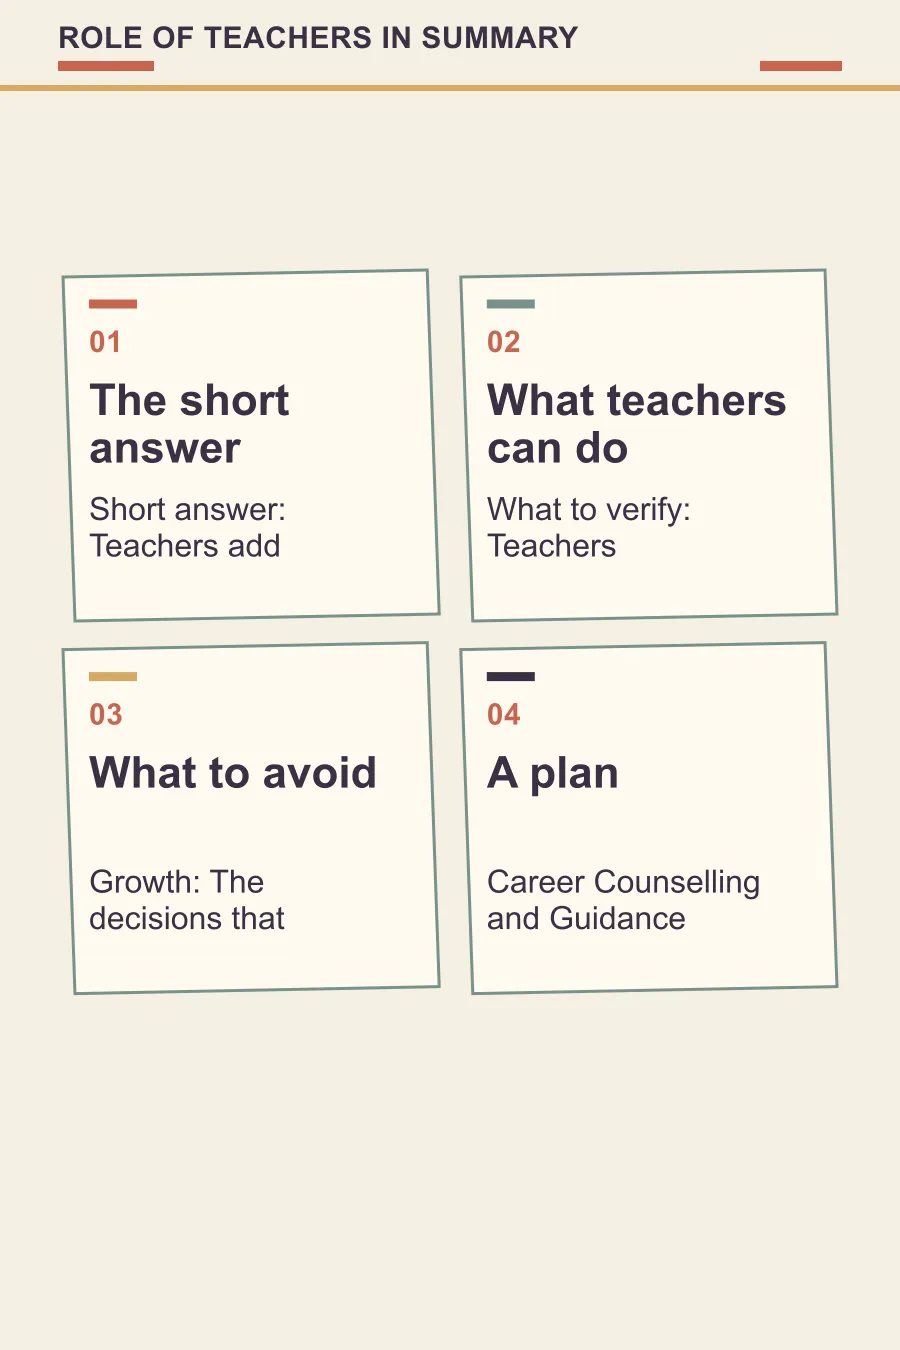 ROLE OF TEACHERS IN SUMMARY
01
The short
answer
Short answer:
Teachers add
02
What teachers
can do
What to verify:
Teachers
03
What to avoid
Growth: The
decisions that
04
A plan
Career Counselling
and Guidance